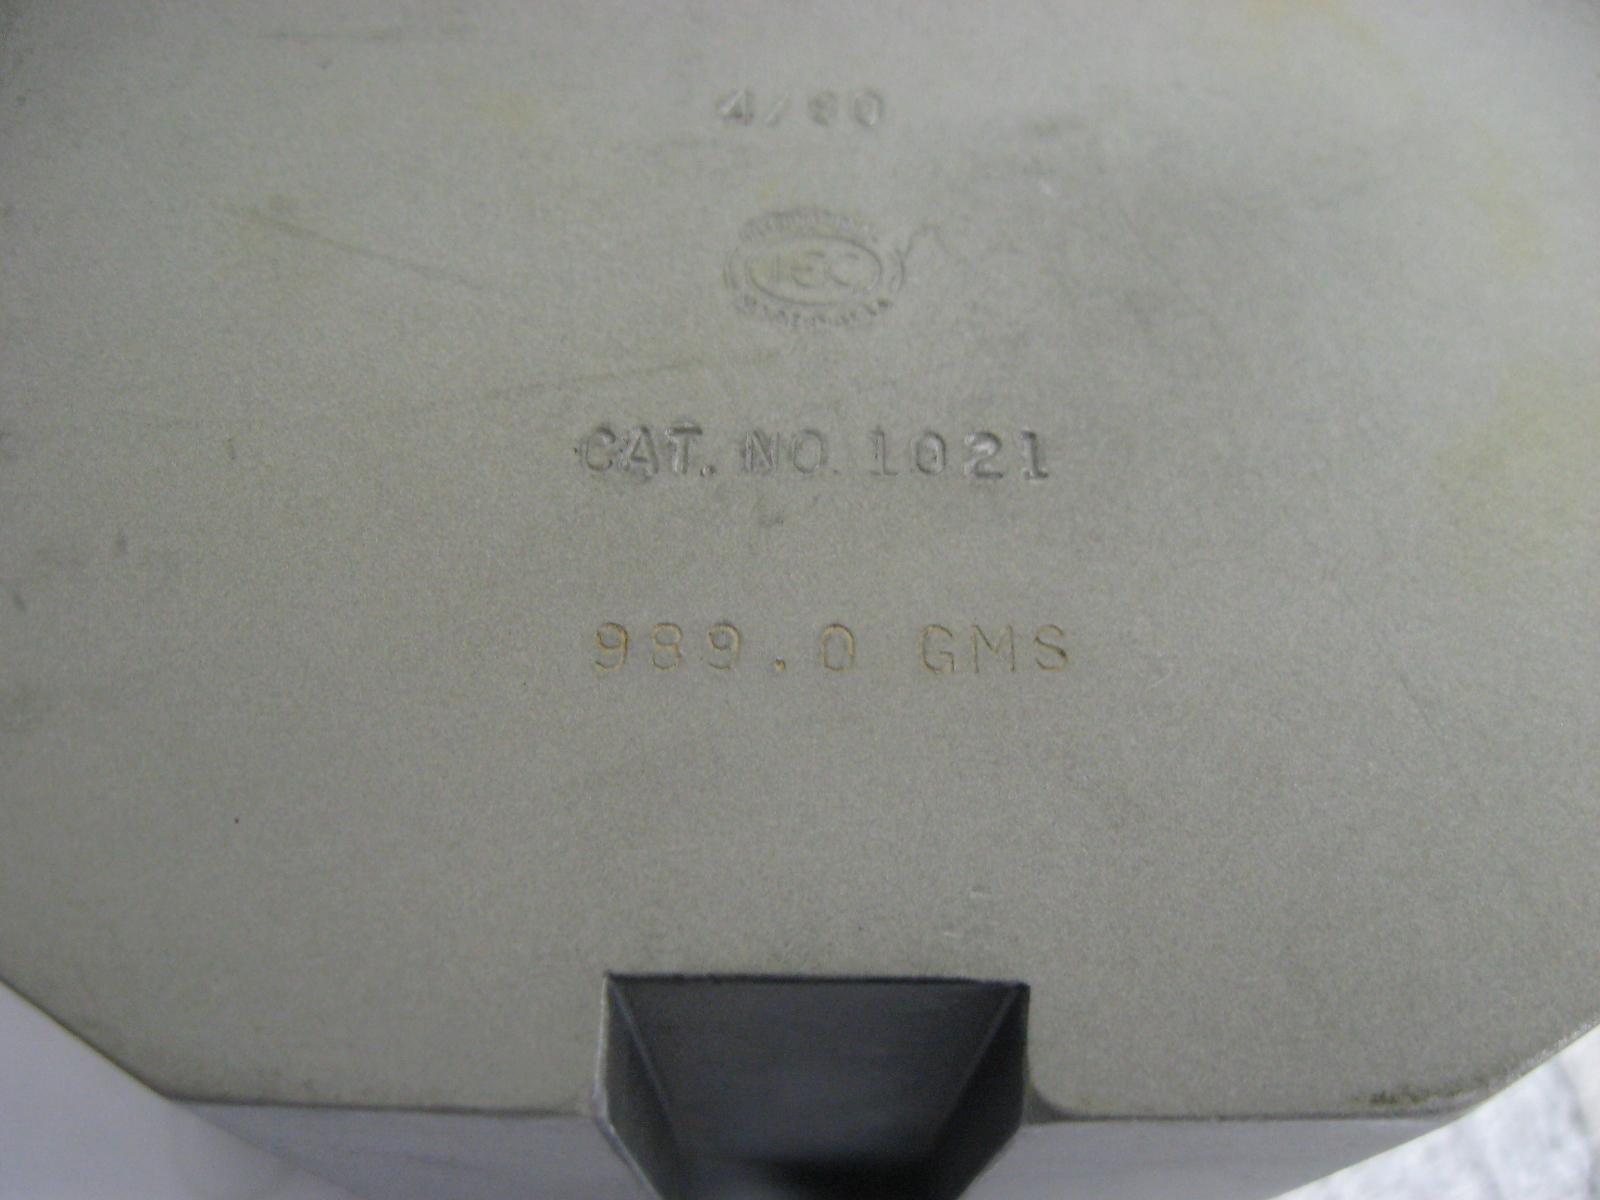 4/80
IEC
CAT. NO. 1021
989.0 GMS